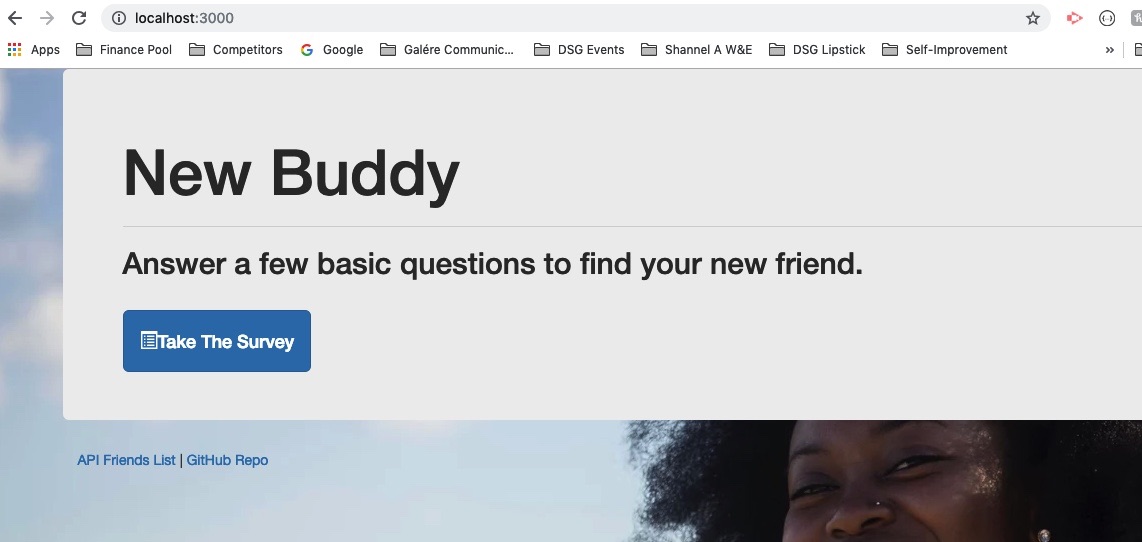 localhost:3000
Apps Finance Pool Competitors Google Galére Communic... DSG Events Shannel A W&E DSG Lipstick Self-Improvement »
New Buddy
Answer a few basic questions to find your new friend.
Take The Survey
API Friends List | GitHub Repo